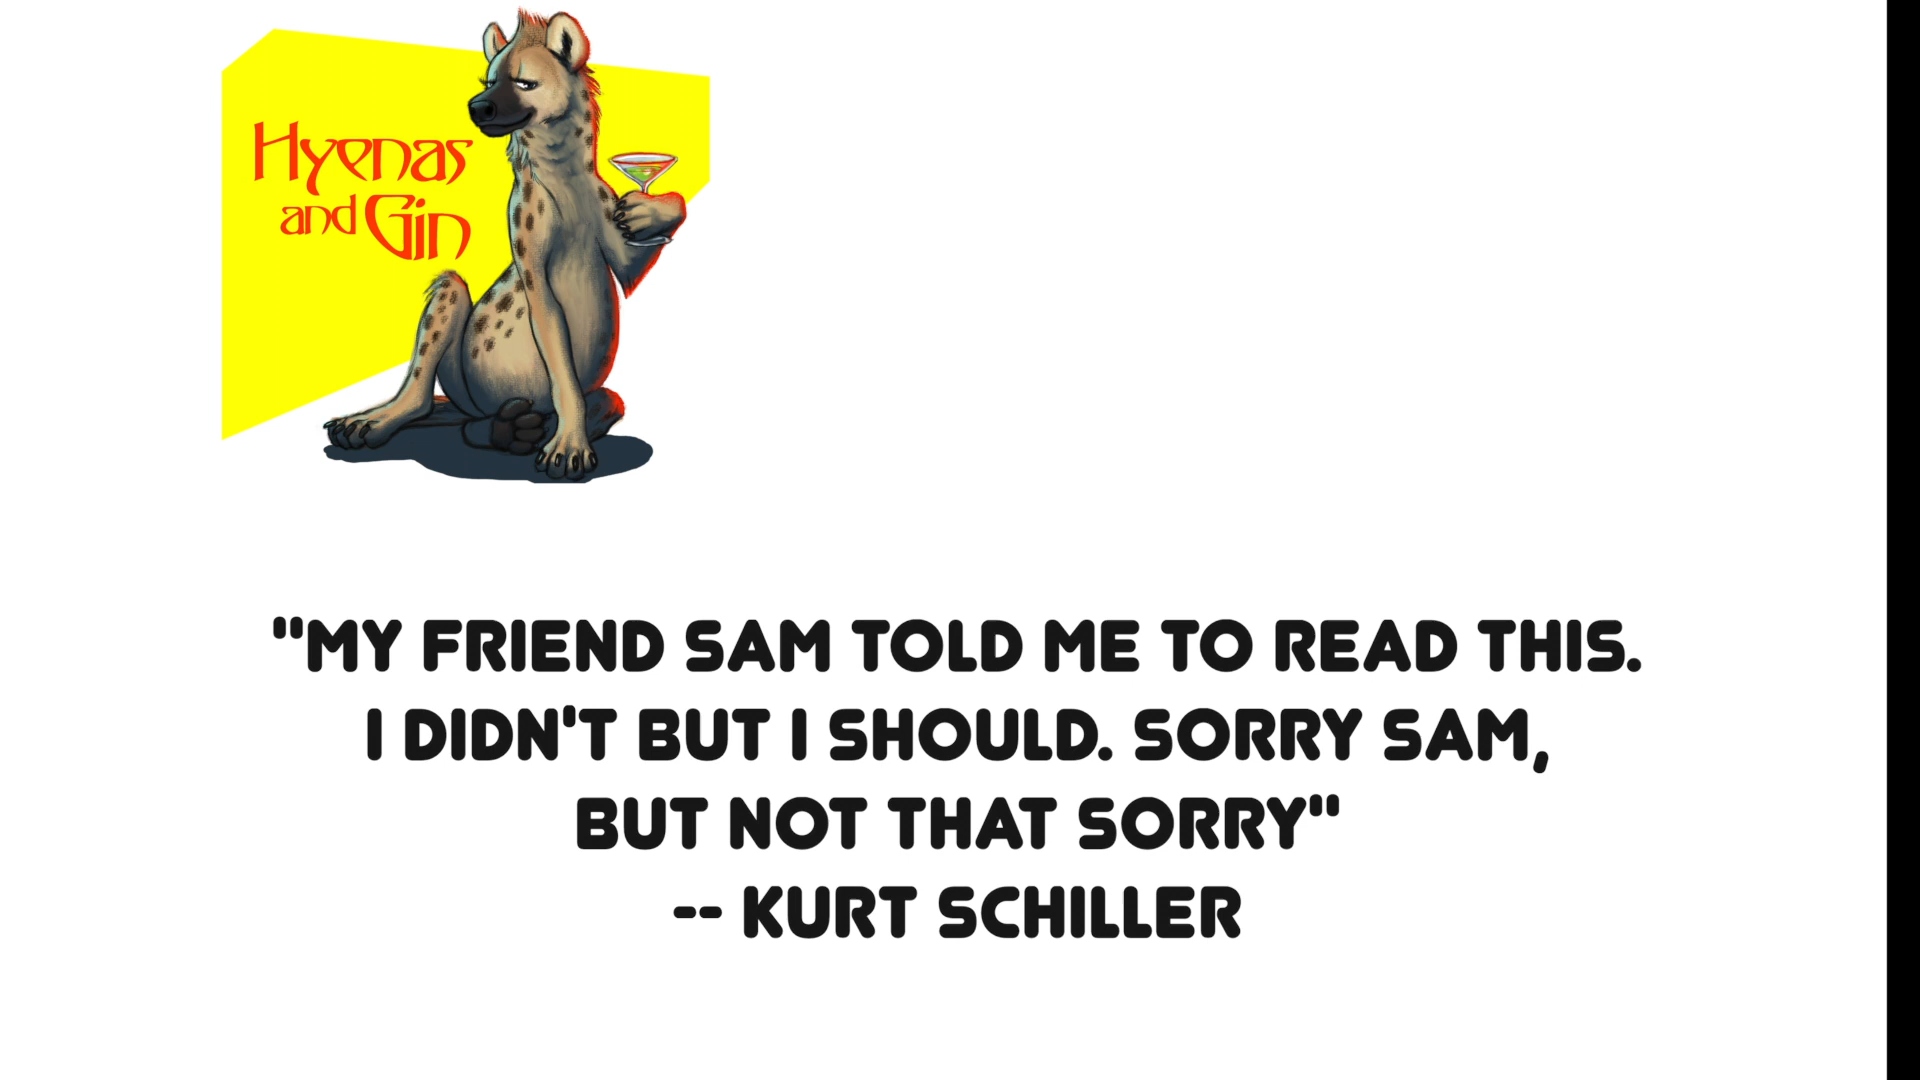 Hyenas
and Gin
"MY FRIEND SAM TOLD ME TO READ THIS.
I DIDN'T BUT I SHOULD. SORRY SAM,
BUT NOT THAT SORRY"
-- KURT SCHILLER